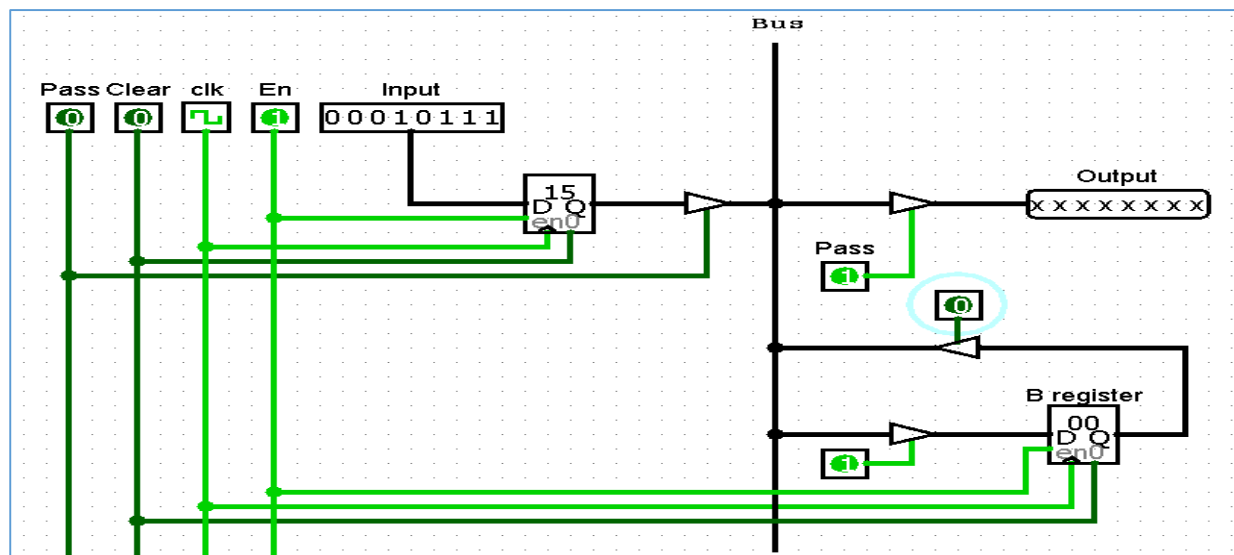 Bus
Pass Clear clk En Input
0 0 1 00010111
15
D Q
en0
Output
xxxxxxxx
Pass
1
0
B register
00
D Q
en0
1